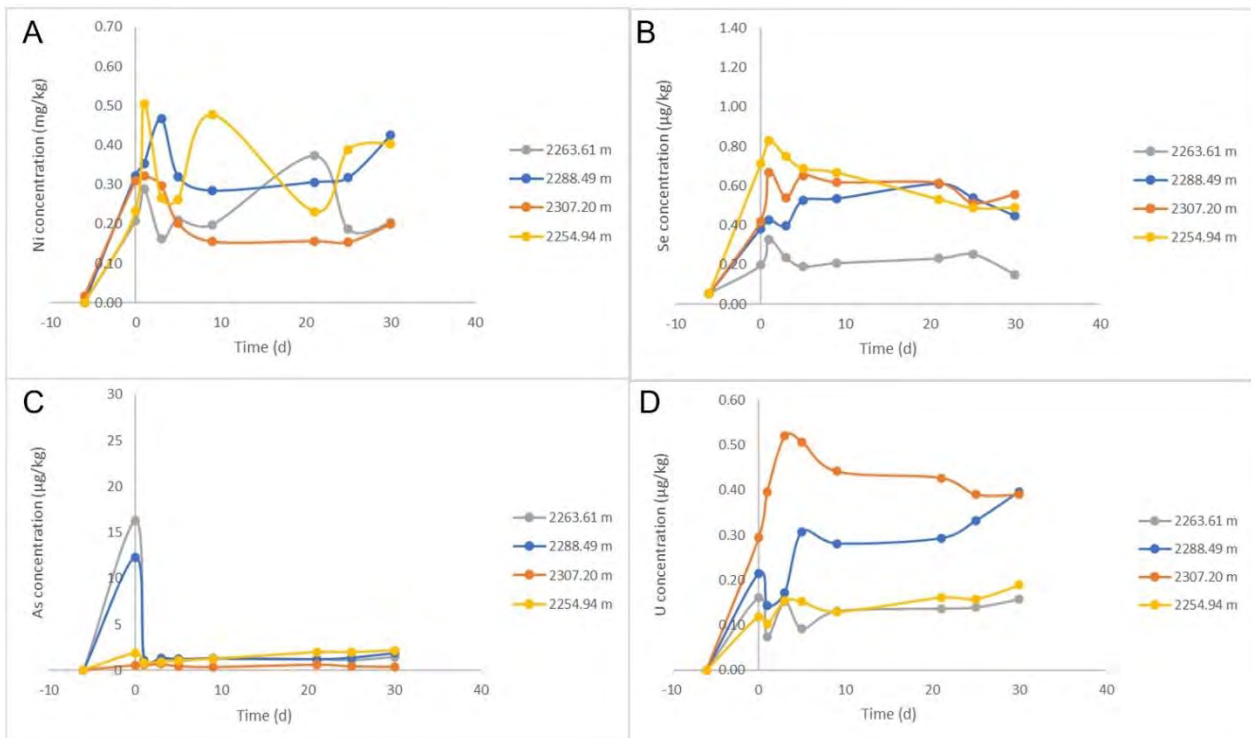 A
Ni concentration (mg/kg)
0.70
0.60
0.50
0.40
0.30
0.20
0.10
0.00
-10 0 10 20 30 40
Time (d)
2263.61 m
2288.49 m
2307.20 m
2254.94 m
B
Se concentration (µg/kg)
1.40
1.20
1.00
0.80
0.60
0.40
0.20
0.00
-10 0 10 20 30 40
Time (d)
2263.61 m
2288.49 m
2307.20 m
2254.94 m
C
As concentration (µg/kg)
30
25
20
15
10
5
0
-10 0 10 20 30 40
Time (d)
2263.61 m
2288.49 m
2307.20 m
2254.94 m
D
U concentration (µg/kg)
0.60
0.50
0.40
0.30
0.20
0.10
0.00
-10 0 10 20 30 40
Time (d)
2263.61 m
2288.49 m
2307.20 m
2254.94 m